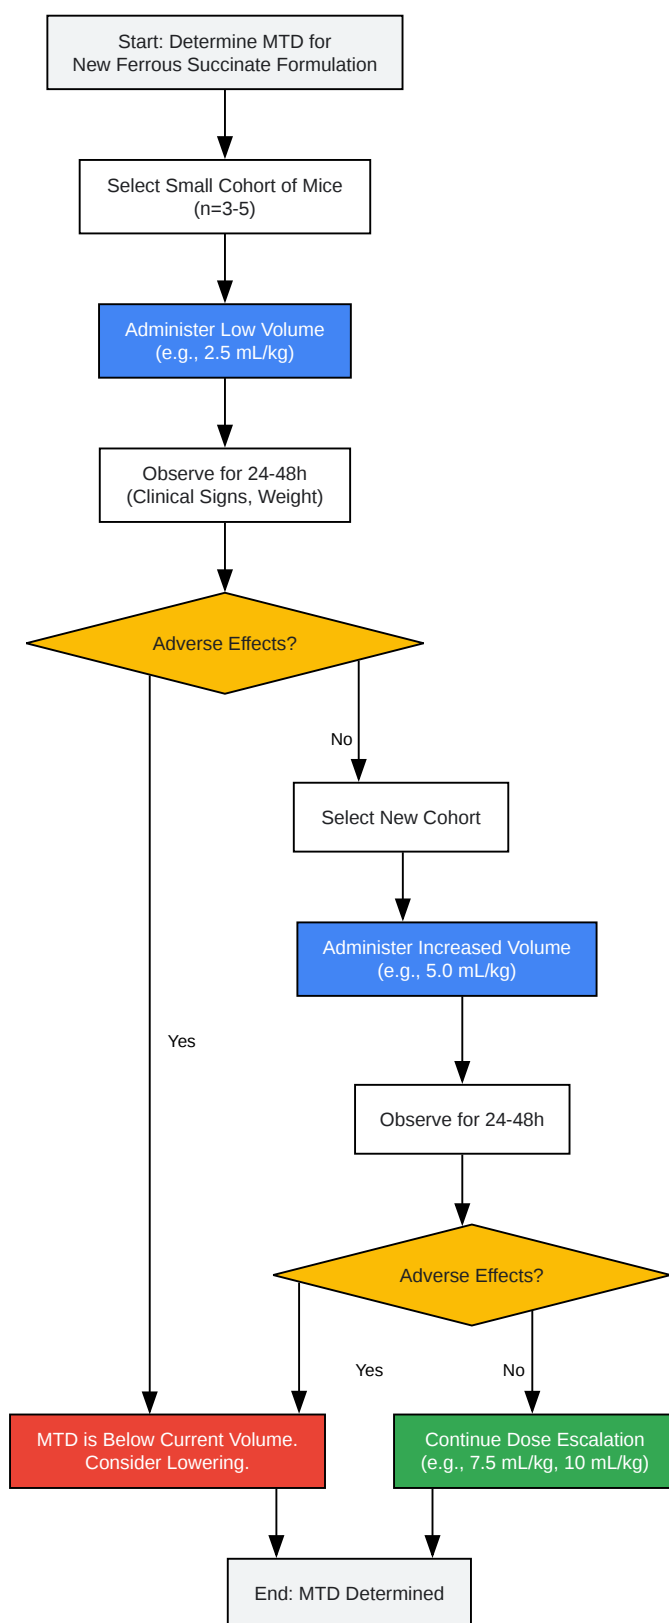 Start: Determine MTD for
New Ferrous Succinate Formulation
Select Small Cohort of Mice
(n=3-5)
Administer Low Volume
(e.g., 2.5 mL/kg)
Observe for 24-48h
(Clinical Signs, Weight)
Adverse Effects?
No
Select New Cohort
Administer Increased Volume
(e.g., 5.0 mL/kg)
Yes
Observe for 24-48h
Adverse Effects?
Yes
No
MTD is Below Current Volume.
Consider Lowering.
Continue Dose Escalation
(e.g., 7.5 mL/kg, 10 mL/kg)
End: MTD Determined